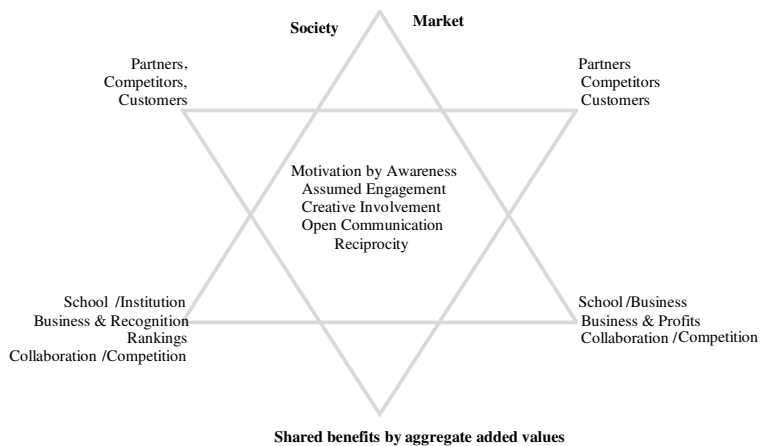 Society
Market
Partners,
Competitors,
Customers
Partners
Competitors
Customers
Motivation by Awareness
Assumed Engagement
Creative Involvement
Open Communication
Reciprocity
School /Institution
Business & Recognition
Rankings
Collaboration /Competition
School /Business
Business & Profits
Collaboration /Competition
Shared benefits by aggregate added values